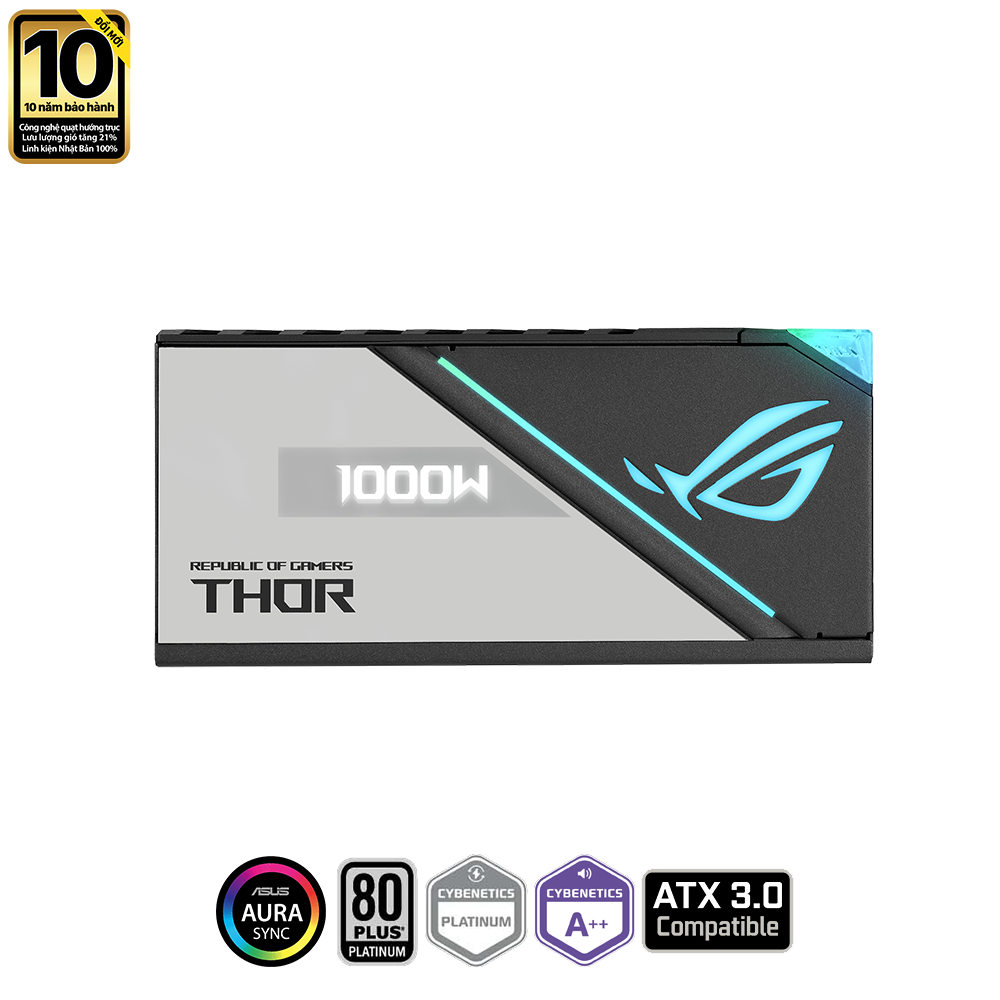 ĐỔI MỚI
10
10 năm bảo hành
Công nghệ quạt hướng trục
Lưu lượng gió tăng 21%
Linh kiện Nhật Bản 100%
1000W
REPUBLIC OF GAMERS
THOR
ASUS
AURA
SYNC
80
PLUS®
PLATINUM
CYBENETICS
PLATINUM
CYBENETICS
A++
ATX 3.0
Compatible